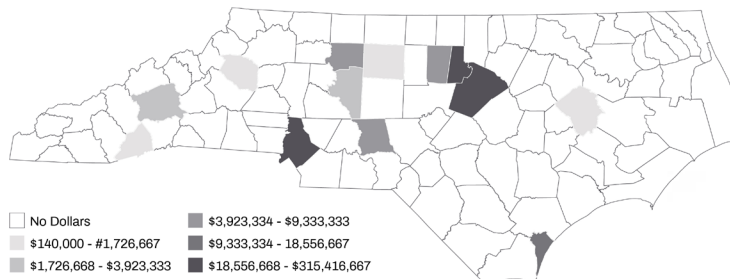 No Dollars
$140,000 - #1,726,667
$1,726,668 - $3,923,333
$3,923,334 - $9,333,333
$9,333,334 - 18,556,667
$18,556,668 - $315,416,667